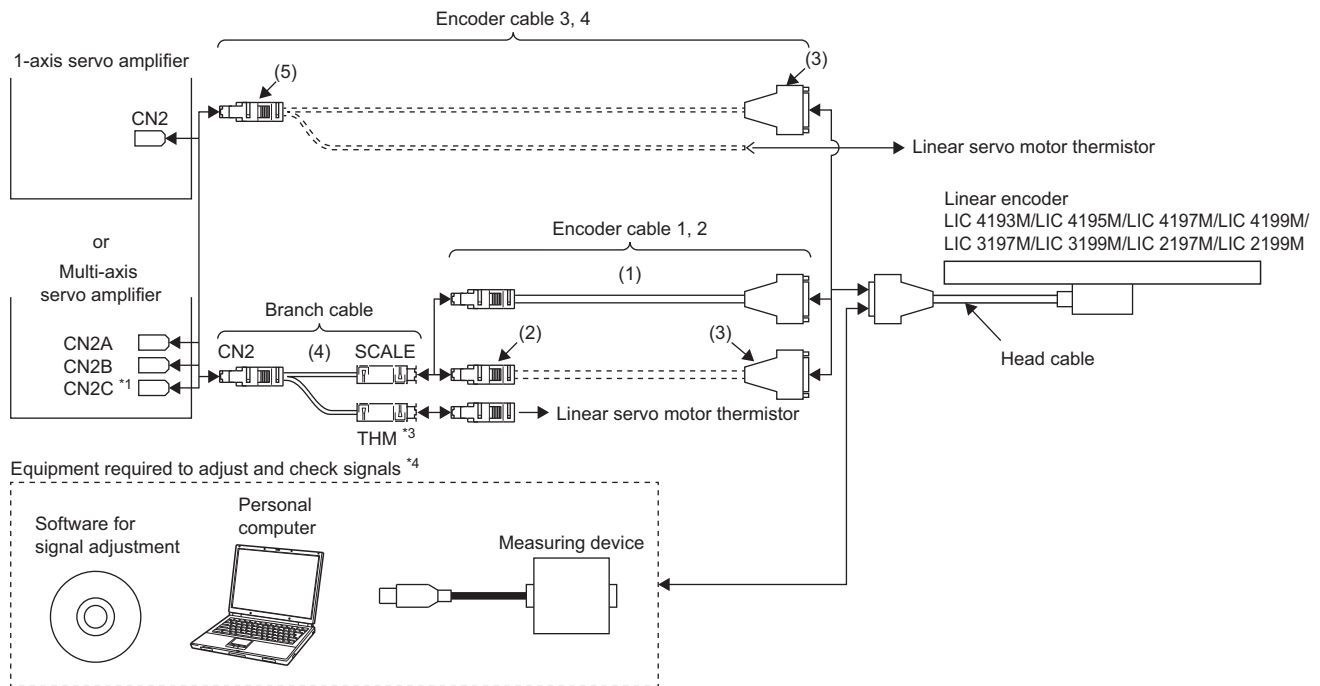 Encoder cable 3, 4
1-axis servo amplifier
(5)
(3)
CN2
Linear servo motor thermistor
Linear encoder
LIC 4193M/LIC 4195M/LIC 4197M/LIC 4199M/
LIC 3197M/LIC 3199M/LIC 2197M/LIC 2199M
or
Encoder cable 1, 2
(1)
Multi-axis
servo amplifier
Branch cable
CN2A
CN2B
CN2C *1
CN2
(4)
SCALE
(2)
(3)
Head cable
Linear servo motor thermistor
THM *3
Equipment required to adjust and check signals *4
Software for
signal adjustment
Personal
computer
Measuring device